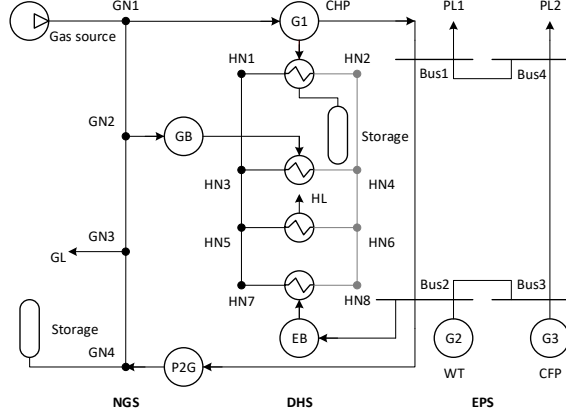 GN1 CHP PL1 PL2
G1
Gas source
HN1 HN2 Bus1 Bus4
GN2 GB Storage
HN3 HN4
HL
GN3 HN5 HN6
GL
Bus2 Bus3
HN7 HN8
Storage EB G2 G3
GN4 P2G WT CFP
NGS DHS EPS